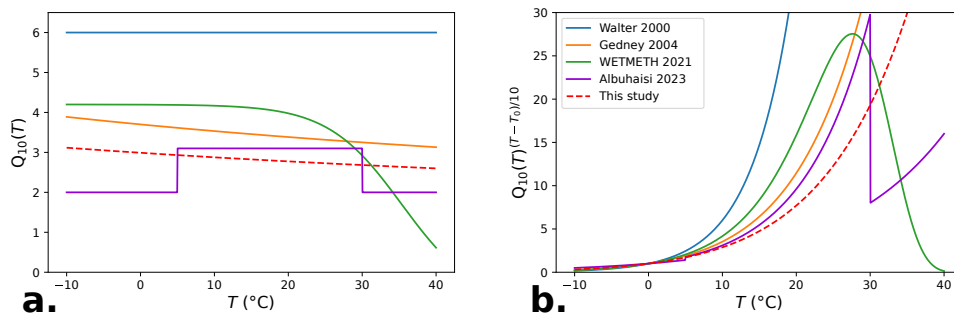 6
5
4
3
2
1
0
Q₁₀(T)
−10
0
10
20
30
40
T (°C)
a.
30
25
20
15
10
5
0
Q₁₀(T)^(T − T₀)/10
Walter 2000
Gedney 2004
WETMETH 2021
Albuhaisi 2023
This study
−10
0
10
20
30
40
T (°C)
b.